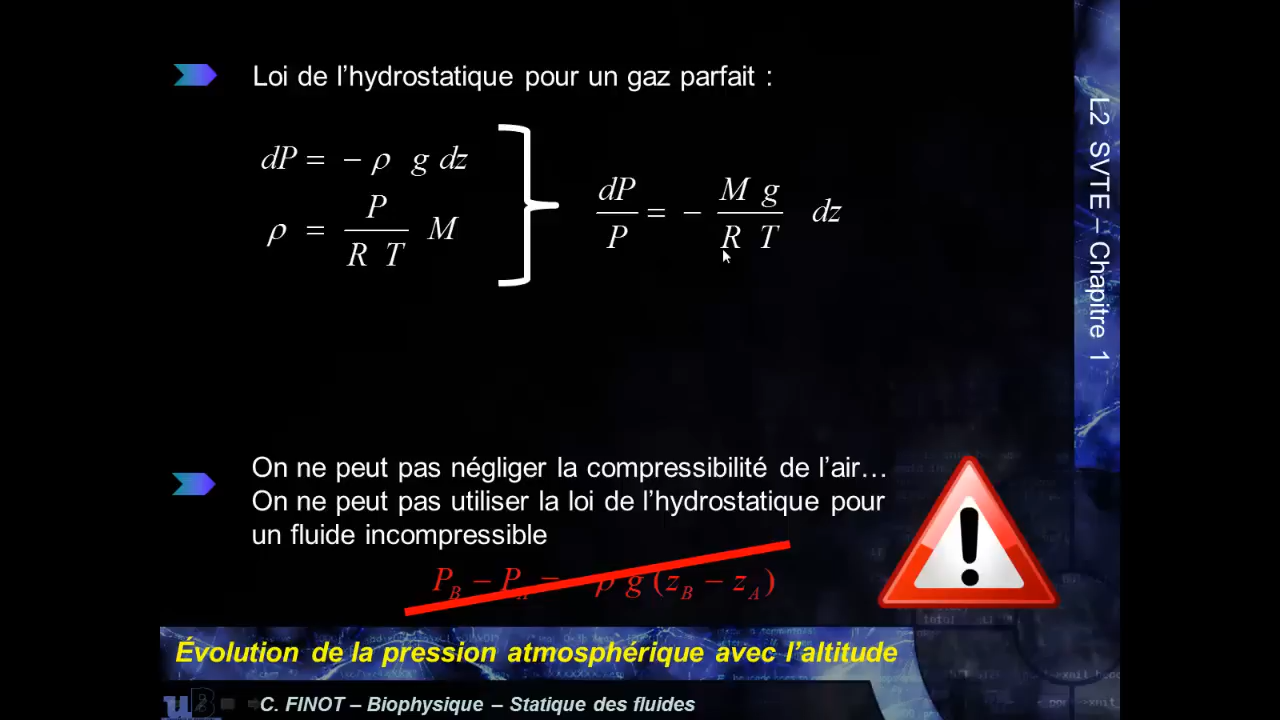 Loi de l'hydrostatique pour un gaz parfait :
dP = − ρ g dz
ρ = P / (R T) M
dP / P = − (M g) / (R T) dz
On ne peut pas négliger la compressibilité de l'air…
On ne peut pas utiliser la loi de l'hydrostatique pour
un fluide incompressible
P_B − P_A = − ρ g (z_B − z_A)
Évolution de la pression atmosphérique avec l'altitude
uB
C. FINOT – Biophysique – Statique des fluides
L2 SVTE – Chapitre 1